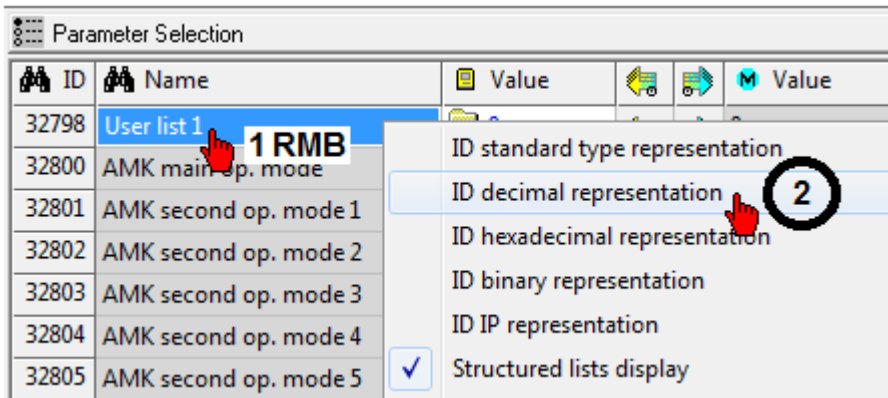 Parameter Selection
ID Name Value M Value
32798 User list 1
1 RMB
ID standard type representation
32800 AMK main op. mode
ID decimal representation 2
32801 AMK second op. mode 1
ID hexadecimal representation
32802 AMK second op. mode 2
ID binary representation
32803 AMK second op. mode 3
ID IP representation
32804 AMK second op. mode 4
Structured lists display
32805 AMK second op. mode 5